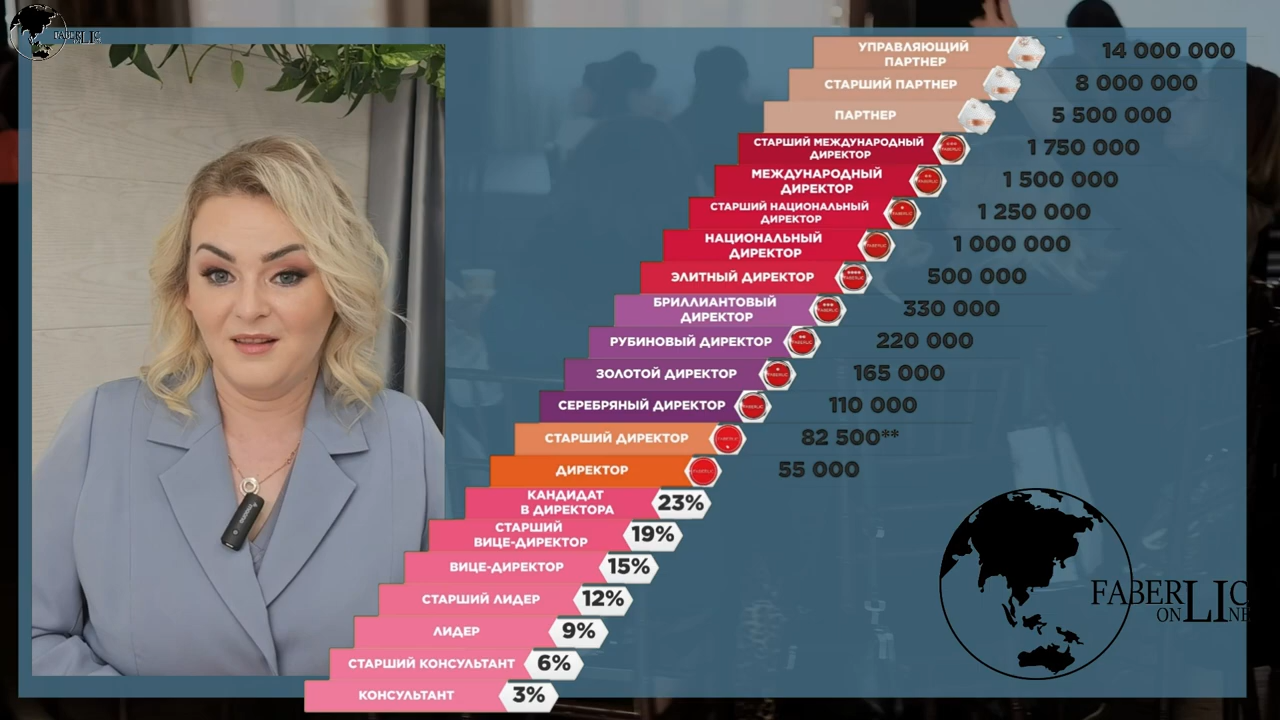 FABERLIC
ONLINE
УПРАВЛЯЮЩИЙ
ПАРТНЕР
14 000 000
СТАРШИЙ ПАРТНЕР
8 000 000
ПАРТНЕР
5 500 000
СТАРШИЙ МЕЖДУНАРОДНЫЙ
ДИРЕКТОР
1 750 000
МЕЖДУНАРОДНЫЙ
ДИРЕКТОР
1 500 000
СТАРШИЙ НАЦИОНАЛЬНЫЙ
ДИРЕКТОР
1 250 000
НАЦИОНАЛЬНЫЙ
ДИРЕКТОР
1 000 000
ЭЛИТНЫЙ ДИРЕКТОР
500 000
БРИЛЛИАНТОВЫЙ
ДИРЕКТОР
330 000
РУБИНОВЫЙ ДИРЕКТОР
220 000
ЗОЛОТОЙ ДИРЕКТОР
165 000
СЕРЕБРЯНЫЙ ДИРЕКТОР
110 000
СТАРШИЙ ДИРЕКТОР
82 500**
ДИРЕКТОР
55 000
КАНДИДАТ
В ДИРЕКТОРА
23%
СТАРШИЙ
ВИЦЕ-ДИРЕКТОР
19%
ВИЦЕ-ДИРЕКТОР
15%
СТАРШИЙ ЛИДЕР
12%
ЛИДЕР
9%
СТАРШИЙ КОНСУЛЬТАНТ
6%
КОНСУЛЬТАНТ
3%
FABERLIC
ONLINE